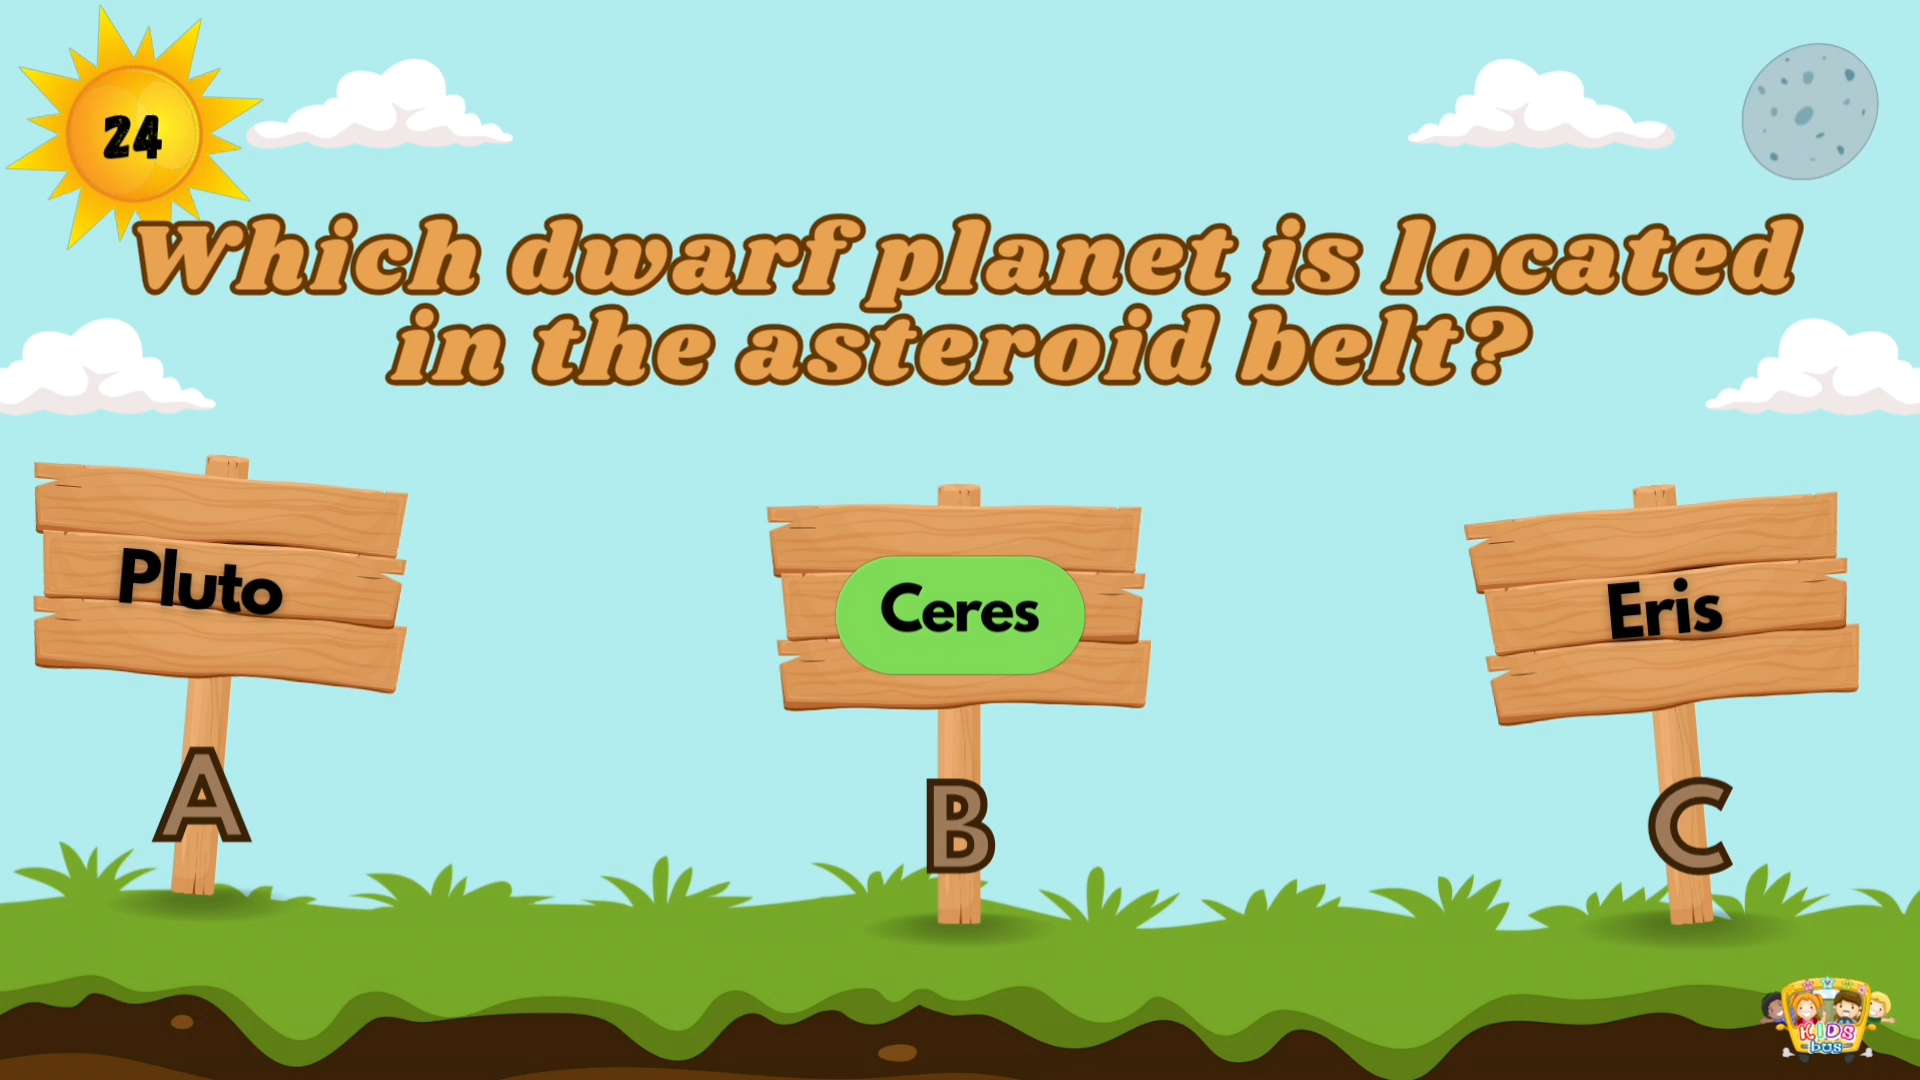 24
Which dwarf planet is located
in the asteroid belt?
Pluto
Ceres
Eris
A
B
C
KIDS
bus